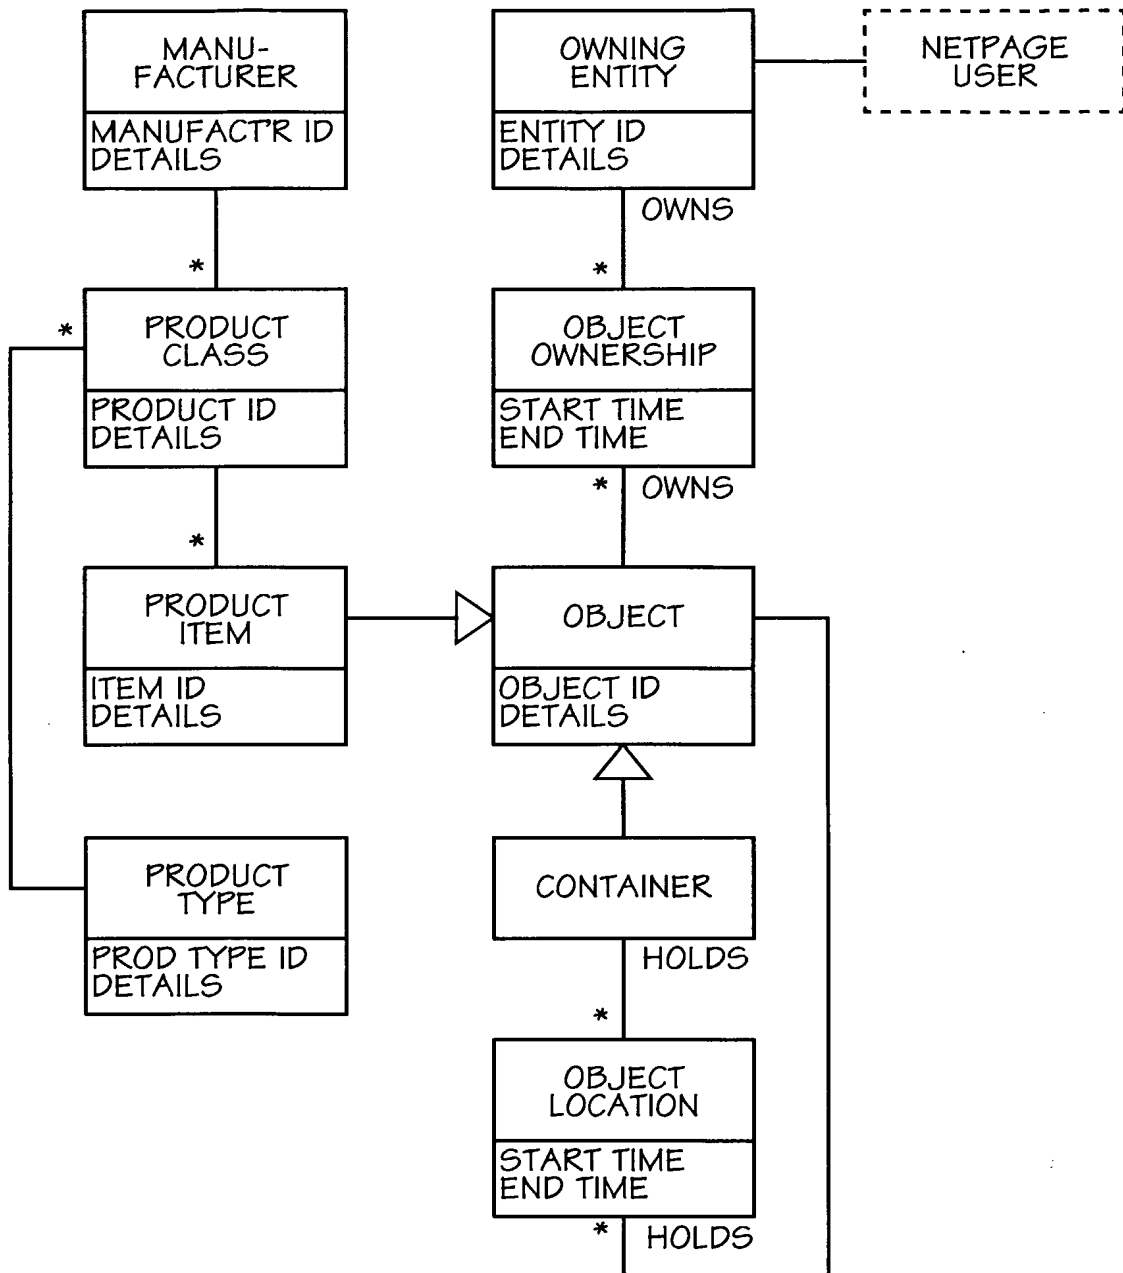 MANU-
FACTURER
MANUFACT'R ID
DETAILS
*
PRODUCT
CLASS
*
PRODUCT ID
DETAILS
*
PRODUCT
ITEM
ITEM ID
DETAILS
PRODUCT
TYPE
PROD TYPE ID
DETAILS
OWNING
ENTITY
ENTITY ID
DETAILS
OWNS
*
OBJECT
OWNERSHIP
START TIME
END TIME
* OWNS
OBJECT
OBJECT ID
DETAILS
CONTAINER
HOLDS
*
OBJECT
LOCATION
START TIME
END TIME
* HOLDS
NETPAGE
USER